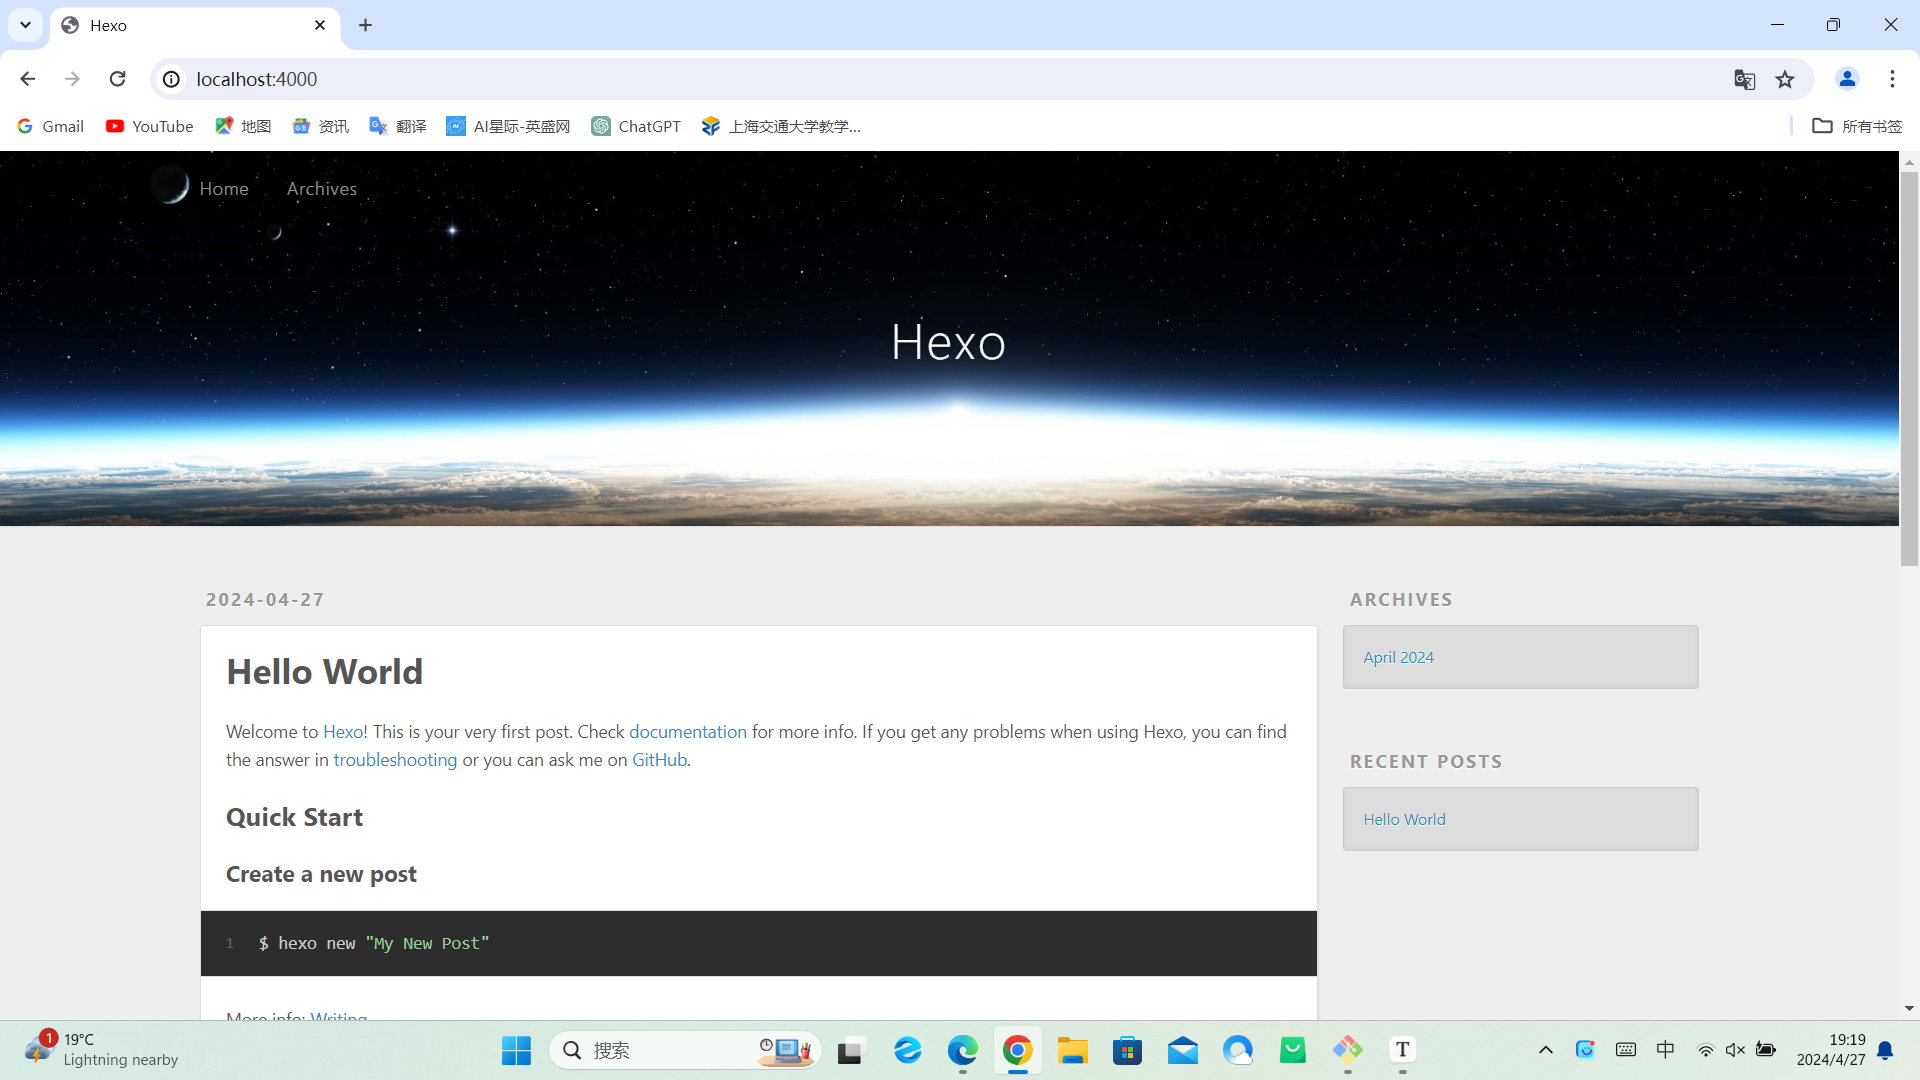 Hexo
localhost:4000
Gmail
YouTube
地图
资讯
翻译
AI星际-英盛网
ChatGPT
上海交通大学教学...
所有书签
Home
Archives
Hexo
2024-04-27
Hello World
Welcome to Hexo! This is your very first post. Check documentation for more info. If you get any problems when using Hexo, you can find
the answer in troubleshooting or you can ask me on GitHub.
Quick Start
Create a new post
1 $ hexo new "My New Post"
More info: Writing
ARCHIVES
April 2024
RECENT POSTS
Hello World
1
19°C
Lightning nearby
搜索
T
中
19:19
2024/4/27